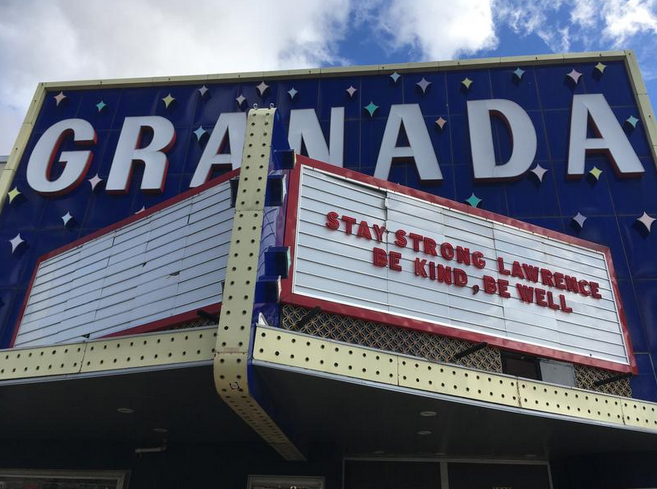 GRANADA
STAY STRONG LAWRENCE
BE KIND, BE WELL